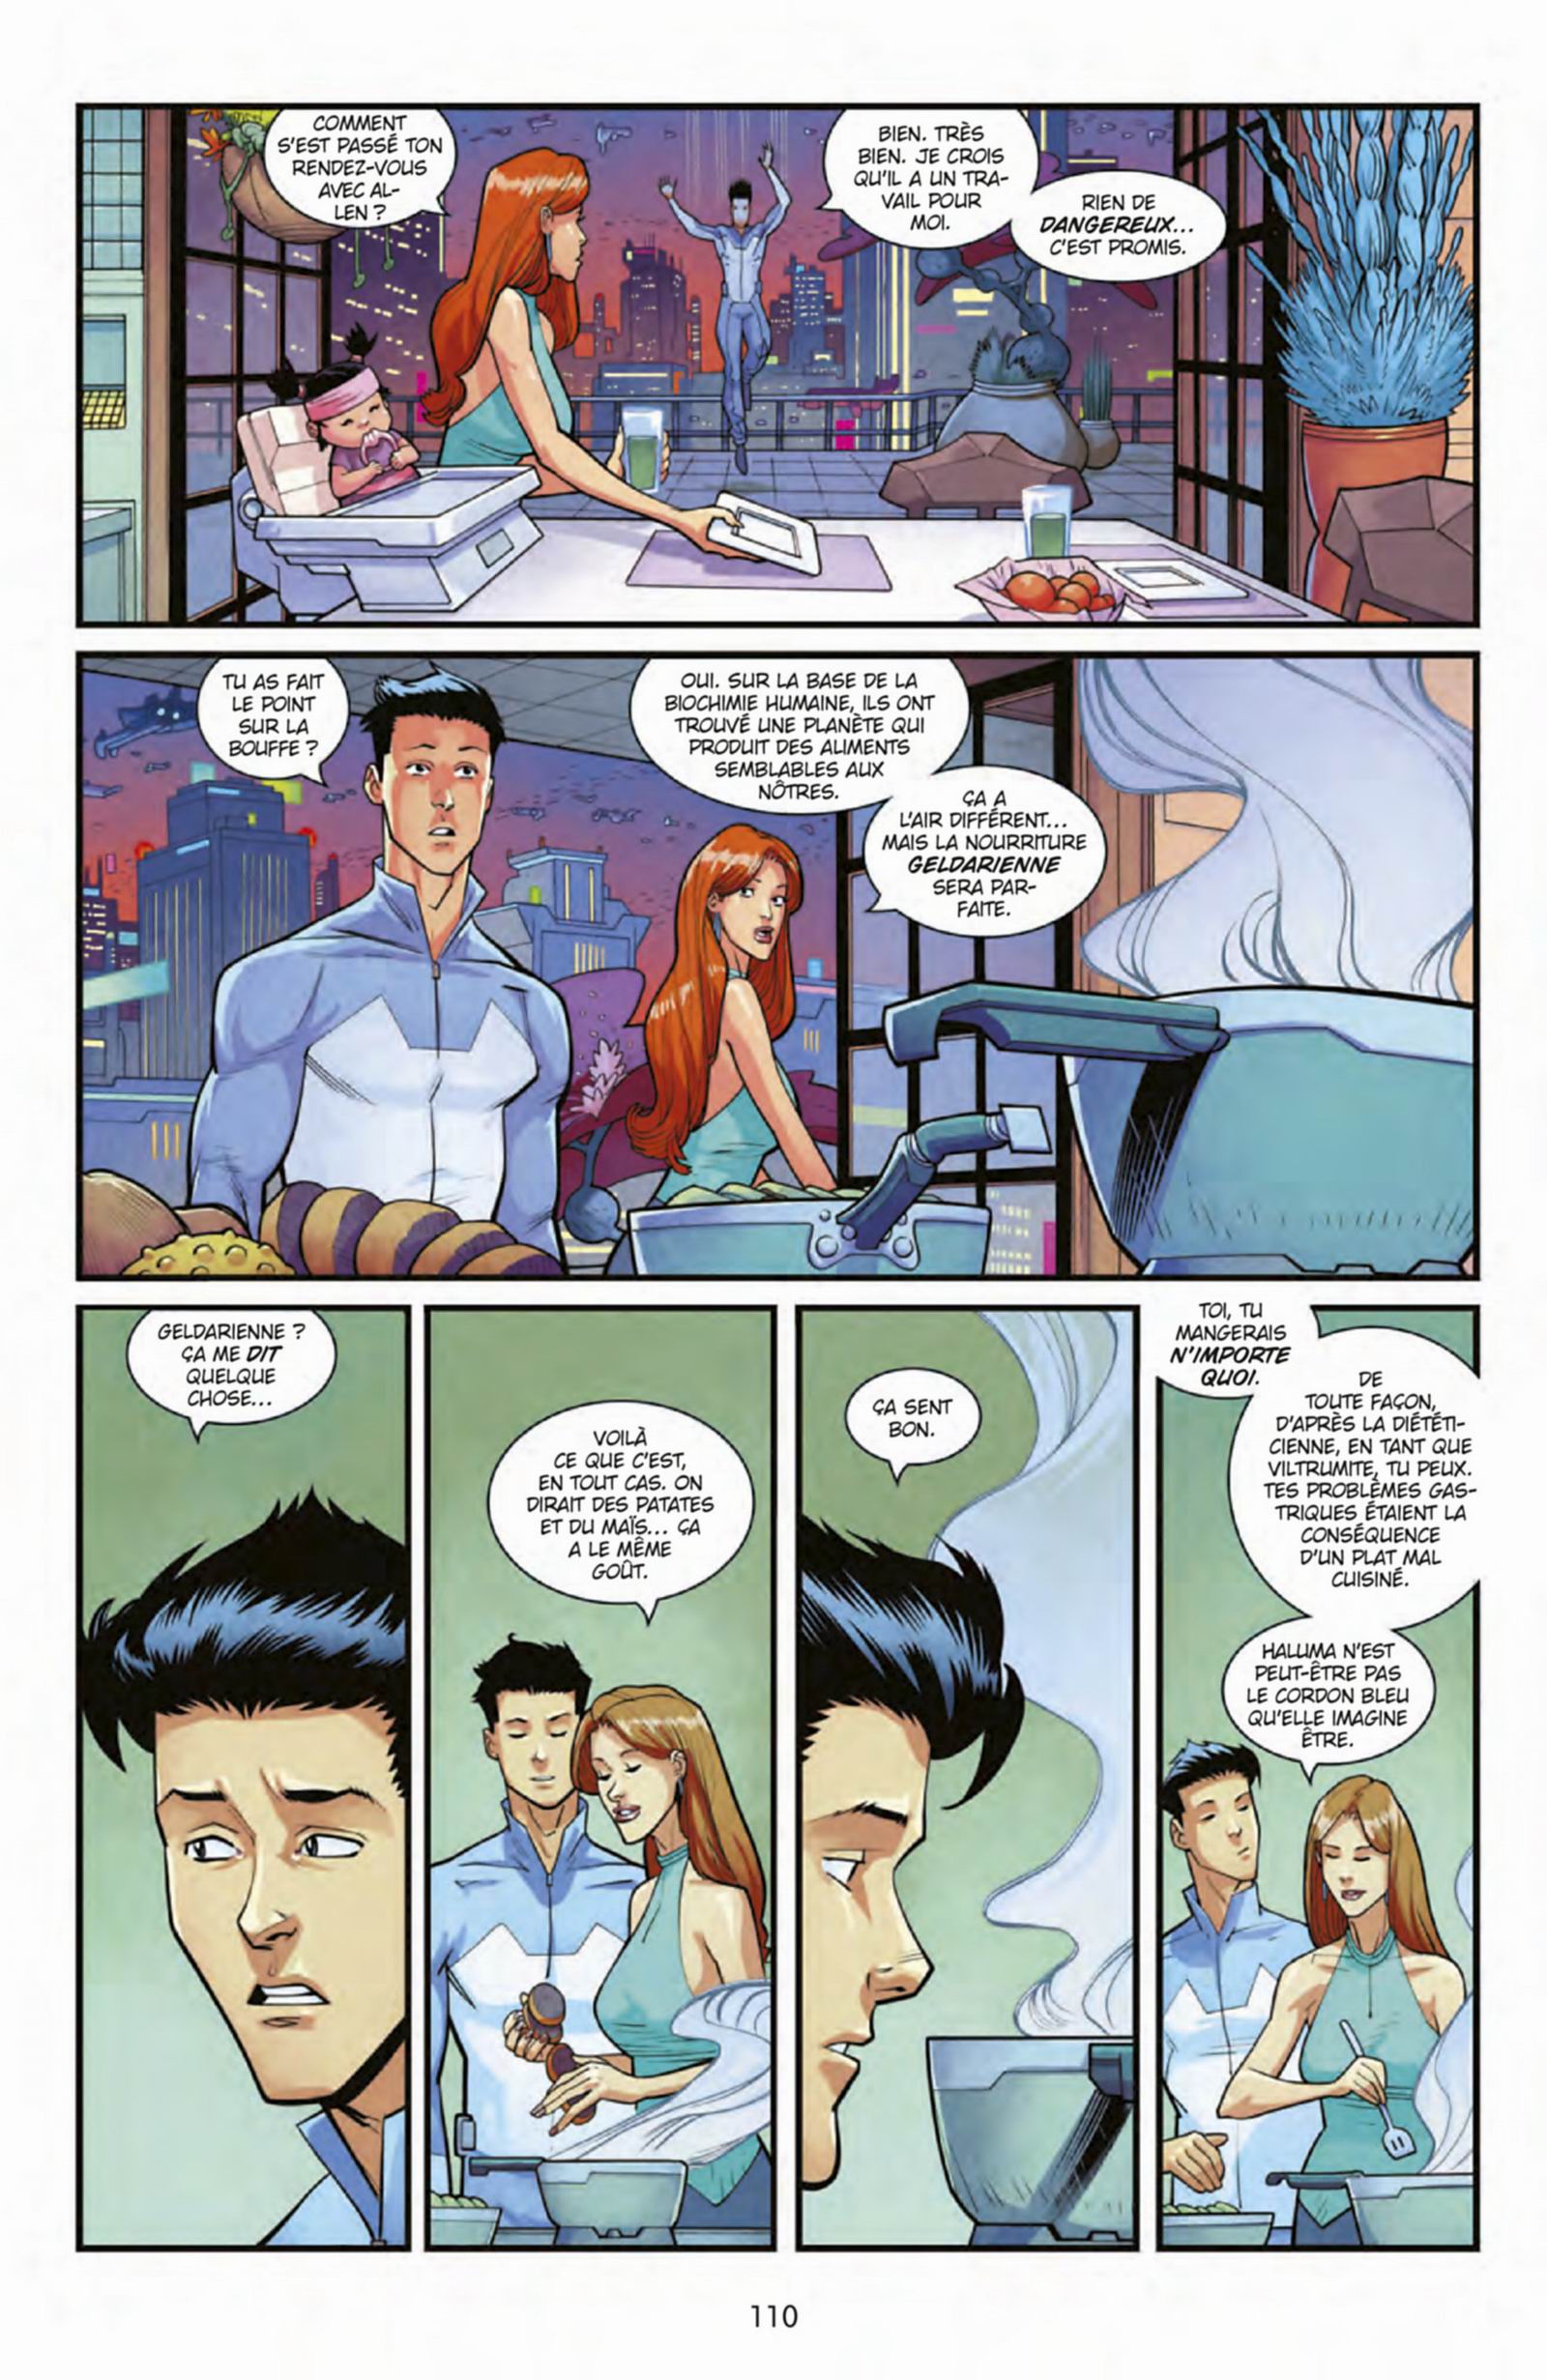 COMMENT
S'EST PASSÉ TON
RENDEZ-VOUS
AVEC AL-
LEN ?
BIEN. TRÈS
BIEN. JE CROIS
QU'IL A UN TRA-
VAIL POUR
MOI.
RIEN DE
DANGEREUX...
C'EST PROMIS.
TU AS FAIT
LE POINT
SUR LA
BOUFFE ?
OUI. SUR LA BASE DE LA
BIOCHIMIE HUMAINE, ILS ONT
TROUVÉ UNE PLANÈTE QUI
PRODUIT DES ALIMENTS
SEMBLABLES AUX
NÔTRES.
ÇA A
L'AIR DIFFÉRENT...
MAIS LA NOURRITURE
GELDARIENNE
SERA PAR-
FAITE.
GELDARIENNE ?
ÇA ME DIT
QUELQUE
CHOSE...
VOILÀ
CE QUE C'EST,
EN TOUT CAS. ON
DIRAIT DES PATATES
ET DU MAÏS... ÇA
A LE MÊME
GOÛT.
ÇA SENT
BON.
TOI, TU
MANGERAIS
N'IMPORTE
QUOI.
DE
TOUTE FAÇON,
D'APRÈS LA DIÉTÉTI-
CIENNE, EN TANT QUE
VILTRUMITE, TU PEUX.
TES PROBLÈMES GAS-
TRIQUES ÉTAIENT LA
CONSÉQUENCE
D'UN PLAT MAL
CUISINÉ.
HALLUMA N'EST
PEUT-ÊTRE PAS
LE CORDON BLEU
QU'ELLE IMAGINE
ÊTRE.
110